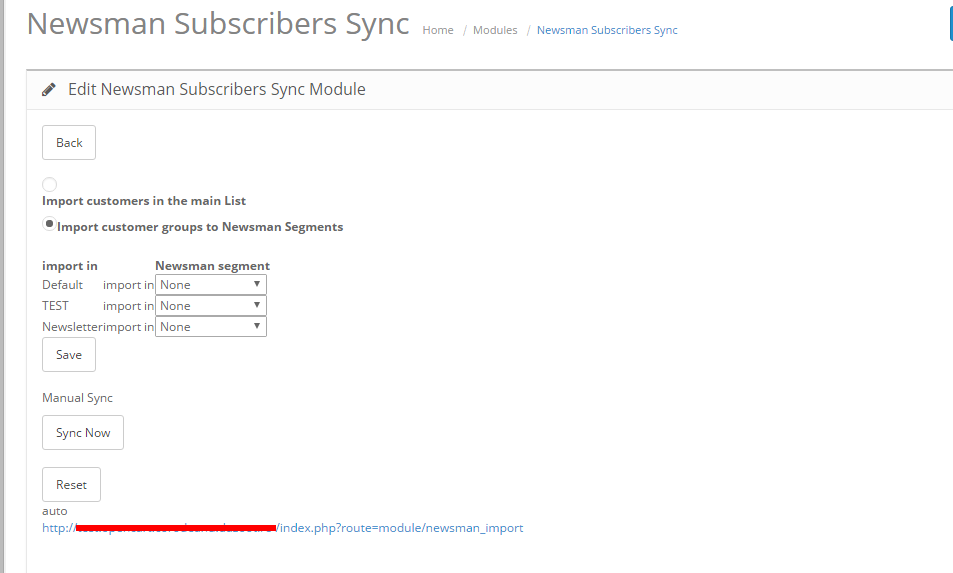 Newsman Subscribers Sync Home / Modules / Newsman Subscribers Sync
Edit Newsman Subscribers Sync Module
Back
Import customers in the main List
Import customer groups to Newsman Segments
import in Newsman segment
Default import in None
TEST import in None
Newsletter import in None
Save
Manual Sync
Sync Now
Reset
auto
http:/ /index.php?route=module/newsman_import